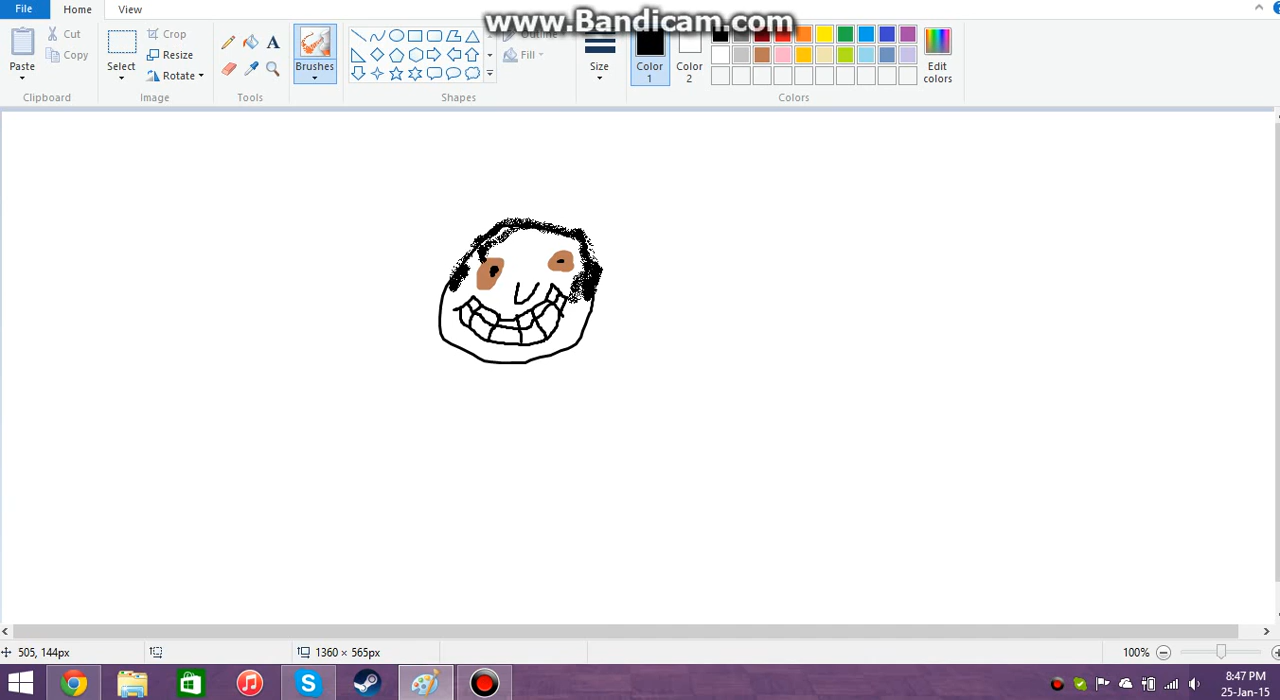 www.Bandicam.com
File
Home
View
Paste
Cut
Copy
Clipboard
Select
Crop
Resize
Rotate
Image
A
Tools
Brushes
Outline
Fill
Shapes
Size
Color 1
Color 2
Edit colors
Colors
505, 144px
1360 × 565px
100%
8:47 PM
25-Jan-15